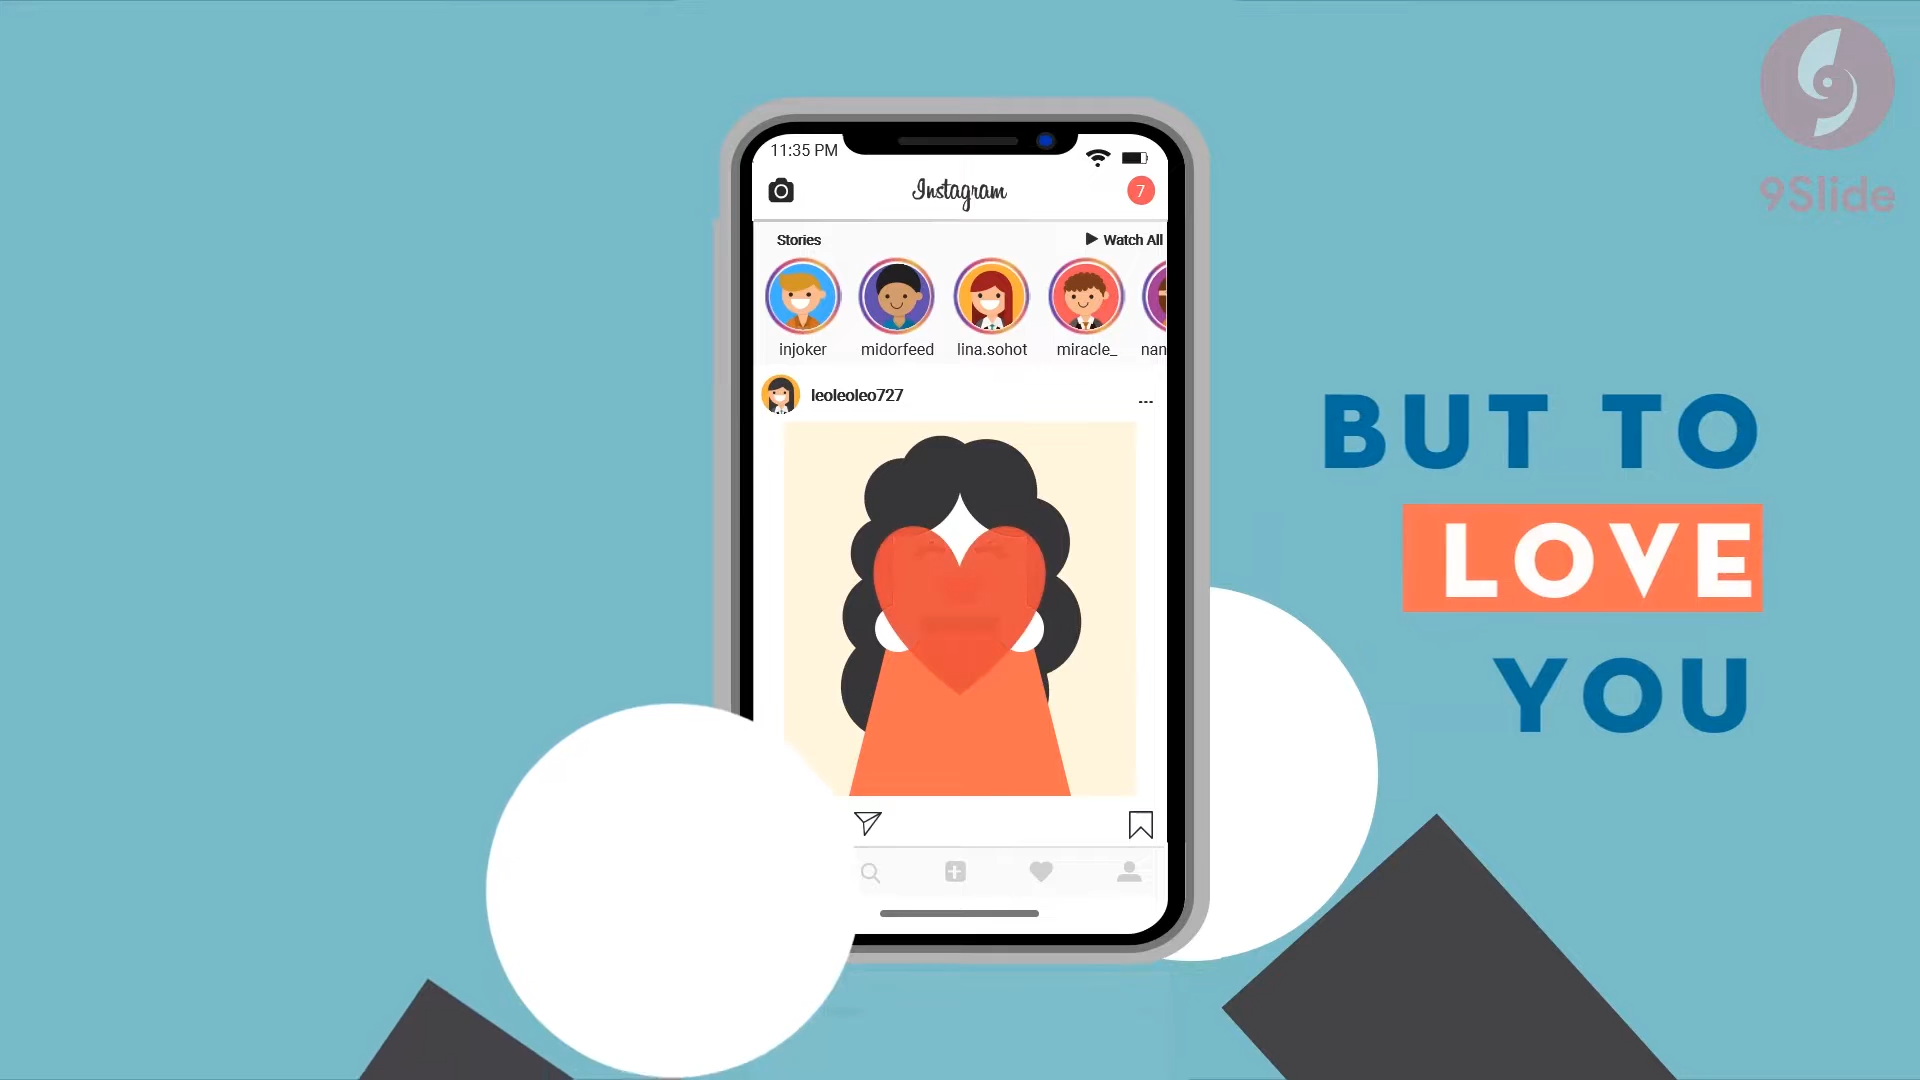 9Slide
11:35 PM
Instagram
7
Stories
Watch All
injoker
midorfeed
lina.sohot
miracle_
nan
leoleoleo727
...
BUT TO
LOVE
YOU